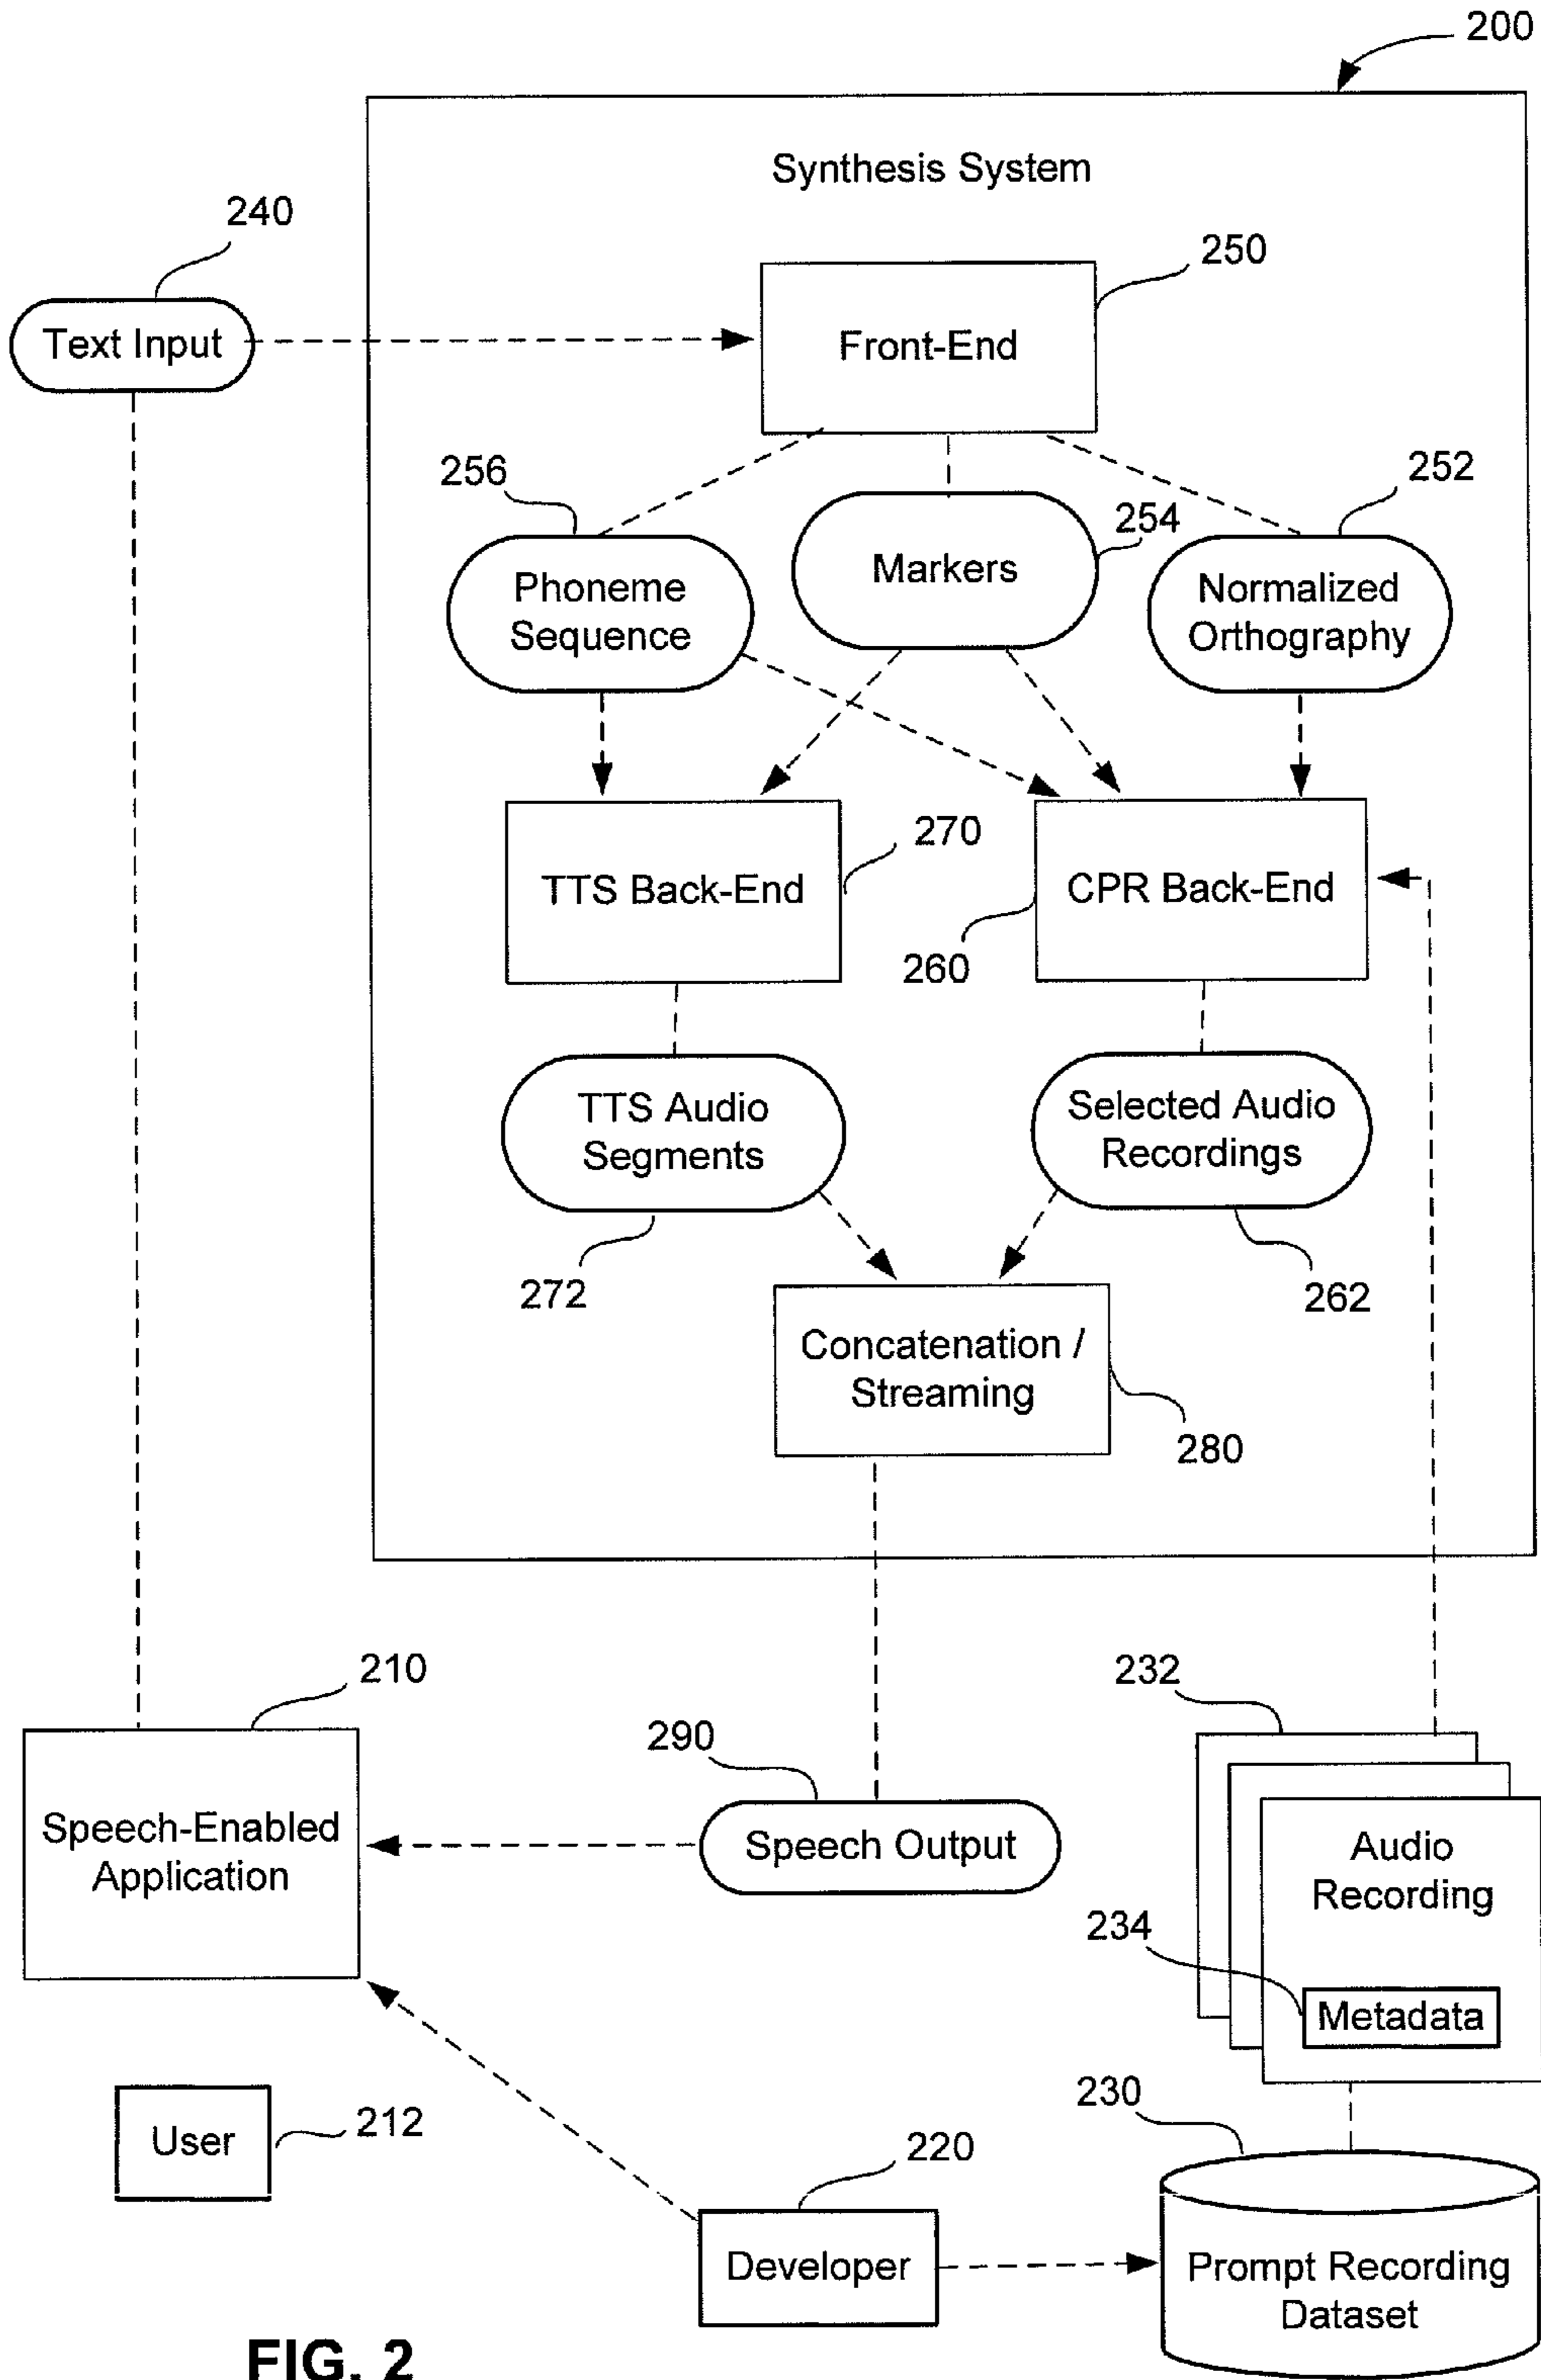 200
Synthesis System
240
250
Text Input
Front-End
256
252
254
Markers
Phoneme
Sequence
Normalized
Orthography
270
TTS Back-End
CPR Back-End
260
TTS Audio
Segments
Selected Audio
Recordings
272
262
Concatenation /
Streaming
280
210
232
290
Speech-Enabled
Application
Speech Output
Audio
Recording
234
Metadata
230
User
212
220
Developer
Prompt Recording
Dataset
FIG. 2